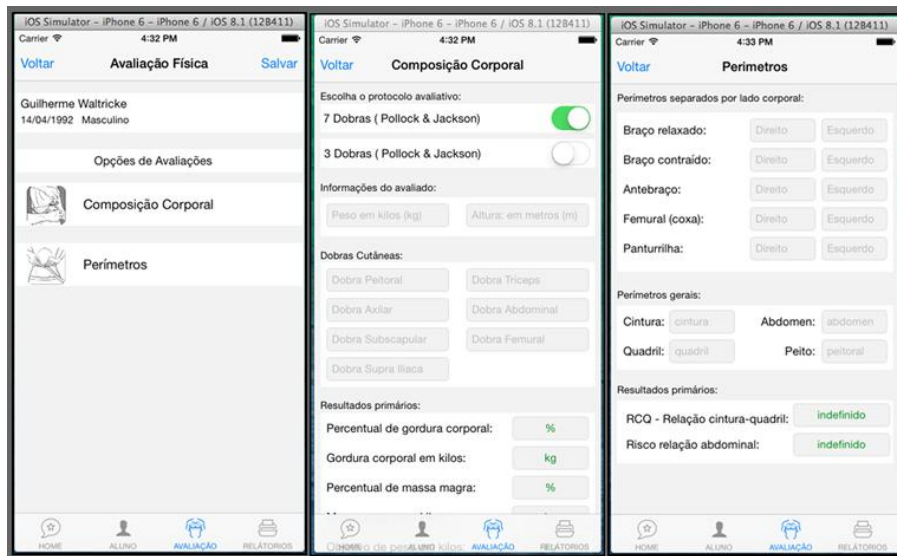 iOS Simulator – iPhone 6 – iPhone 6 / iOS 8.1 (12B411)
Carrier 4:32 PM
Voltar Avaliação Física Salvar
Guilherme Waltricke
14/04/1992 Masculino
Opções de Avaliações
Composição Corporal
Perímetros
HOME ALUNO AVALIAÇÃO RELATÓRIOS
iOS Simulator – iPhone 6 – iPhone 6 / iOS 8.1 (12B411)
Carrier 4:32 PM
Voltar Composição Corporal
Escolha o protocolo avaliativo:
7 Dobras ( Pollock & Jackson)
3 Dobras ( Pollock & Jackson)
Informações do avaliado:
Peso em kilos (kg) Altura: em metros (m)
Dobras Cutâneas:
Dobra Peitoral Dobra Tríceps
Dobra Axilar Dobra Abdominal
Dobra Subscapular Dobra Femural
Dobra Supra Iliaca
Resultados primários:
Percentual de gordura corporal: %
Gordura corporal em kilos: kg
Percentual de massa magra: %
de peso kilos:
HOME ALUNO AVALIAÇÃO RELATÓRIOS
iOS Simulator – iPhone 6 – iPhone 6 / iOS 8.1 (12B411)
Carrier 4:33 PM
Voltar Perimetros
Perímetros separados por lado corporal:
Braço relaxado: Direito Esquerdo
Braço contraído: Direito Esquerdo
Antebraço: Direito Esquerdo
Femural (coxa): Direito Esquerdo
Panturrilha: Direito Esquerdo
Perímetros gerais:
Cintura: cintura Abdomen: abdomen
Quadril: quadril Peito: peitoral
Resultados primários:
RCQ - Relação cintura-quadril: indefinido
Risco relação abdominal: indefinido
HOME ALUNO AVALIAÇÃO RELATÓRIOS